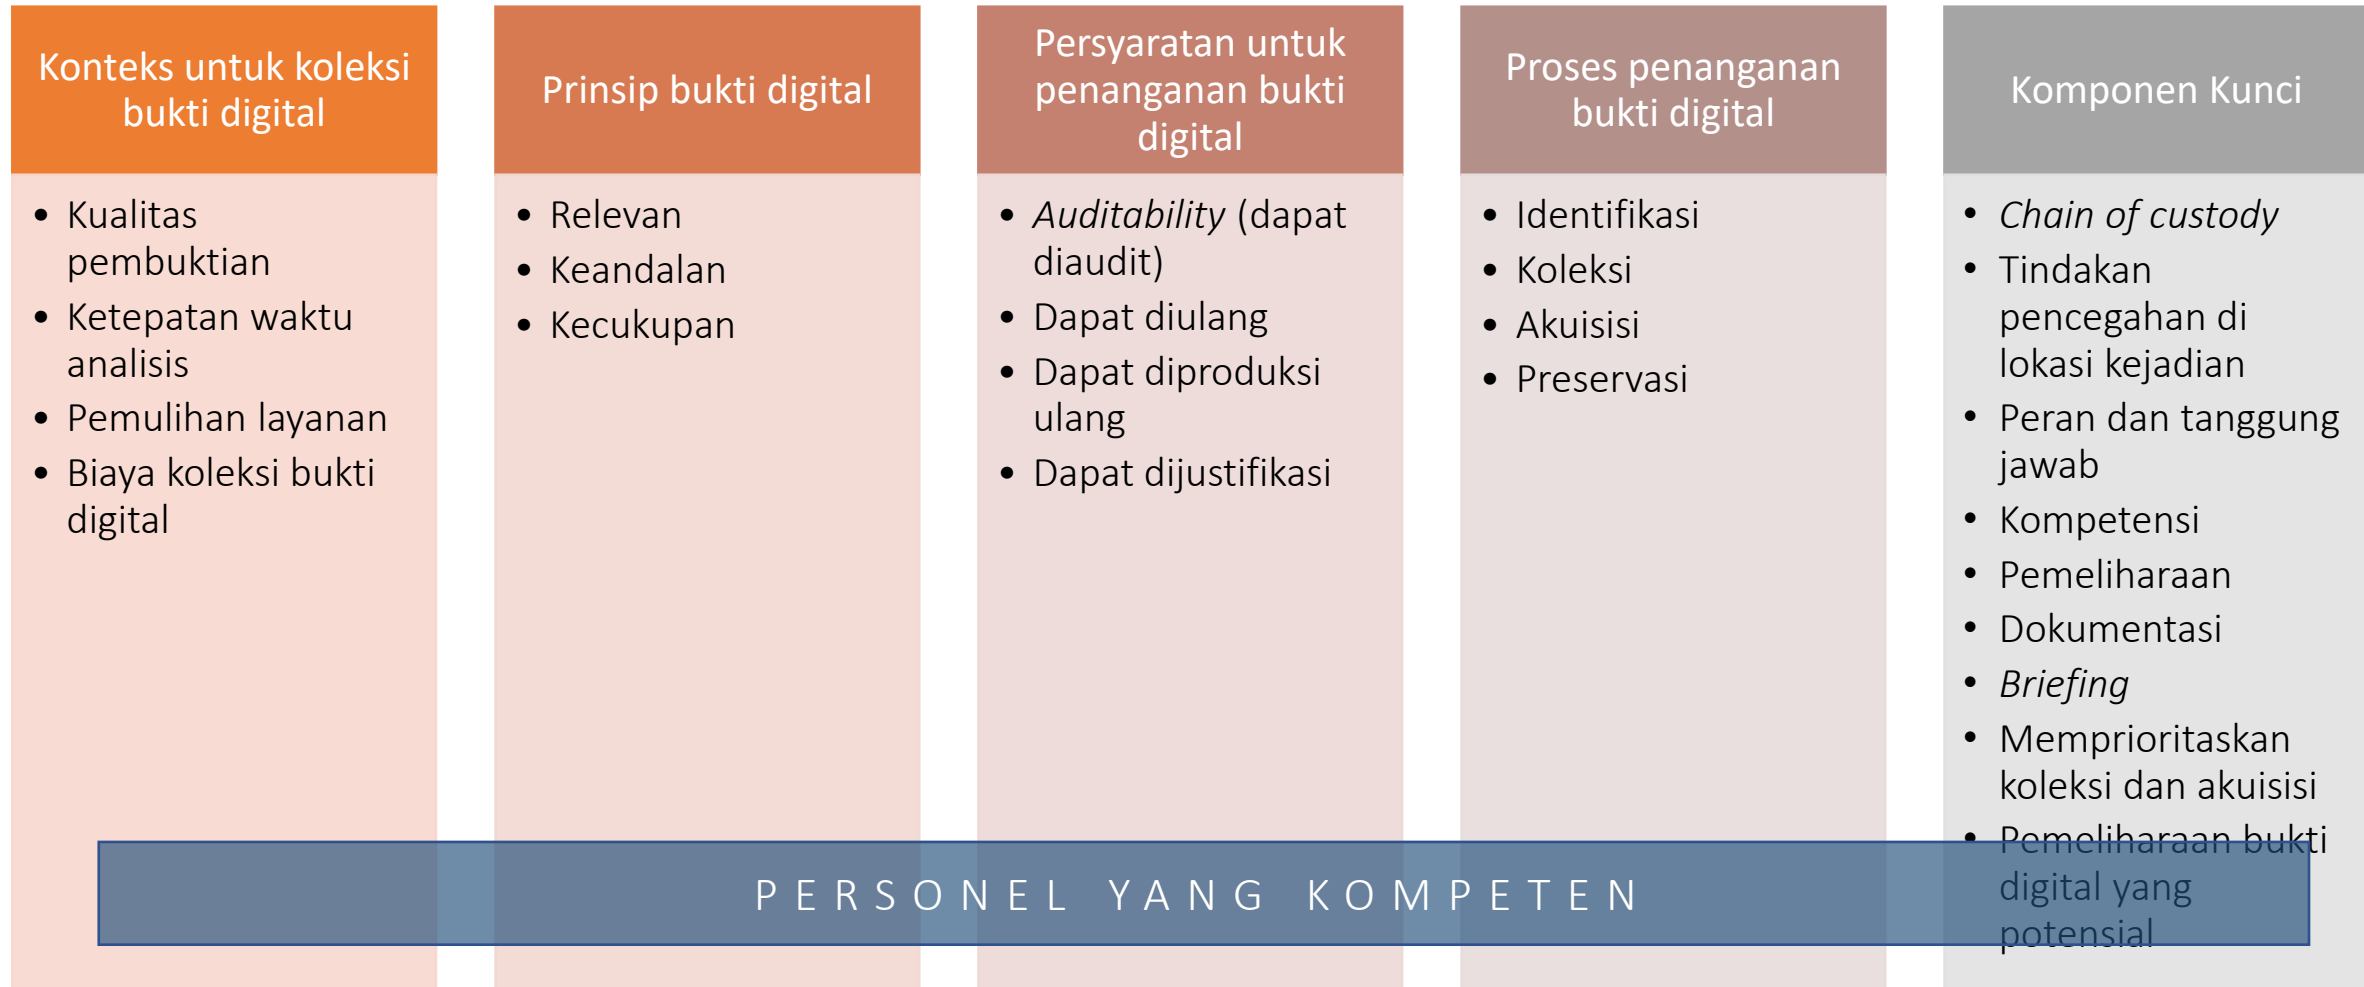 Konteks untuk koleksi
bukti digital
• Kualitas
pembuktian
• Ketepatan waktu
analisis
• Pemulihan layanan
• Biaya koleksi bukti
digital
Prinsip bukti digital
• Relevan
• Keandalan
• Kecukupan
Persyaratan untuk
penanganan bukti
digital
• Auditability (dapat
diaudit)
• Dapat diulang
• Dapat diproduksi
ulang
• Dapat dijustifikasi
Proses penanganan
bukti digital
• Identifikasi
• Koleksi
• Akuisisi
• Preservasi
Komponen Kunci
• Chain of custody
• Tindakan
pencegahan di
lokasi kejadian
• Peran dan tanggung
jawab
• Kompetensi
• Pemeliharaan
• Dokumentasi
• Briefing
• Memprioritaskan
koleksi dan akuisisi
• Pemeliharaan bukti
digital yang
potensial
PERSONEL YANG KOMPETEN